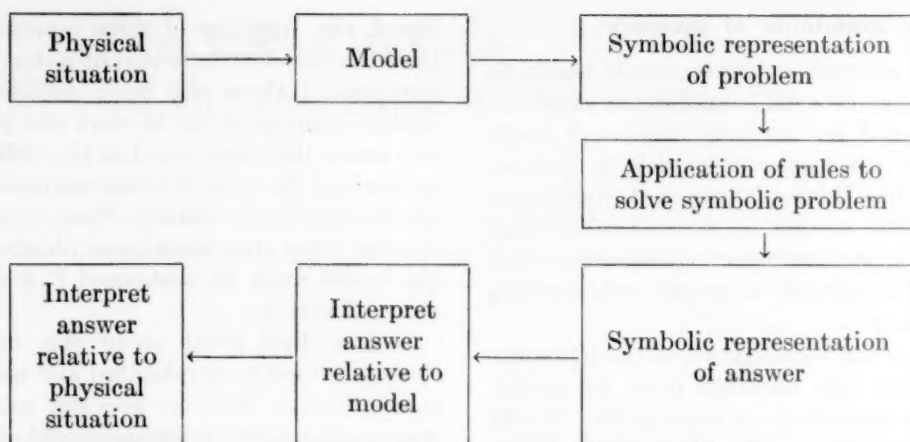 Physical
situation
Model
Symbolic representation
of problem
Application of rules to
solve symbolic problem
Symbolic representation
of answer
Interpret
answer
relative to
model
Interpret
answer
relative to
physical
situation